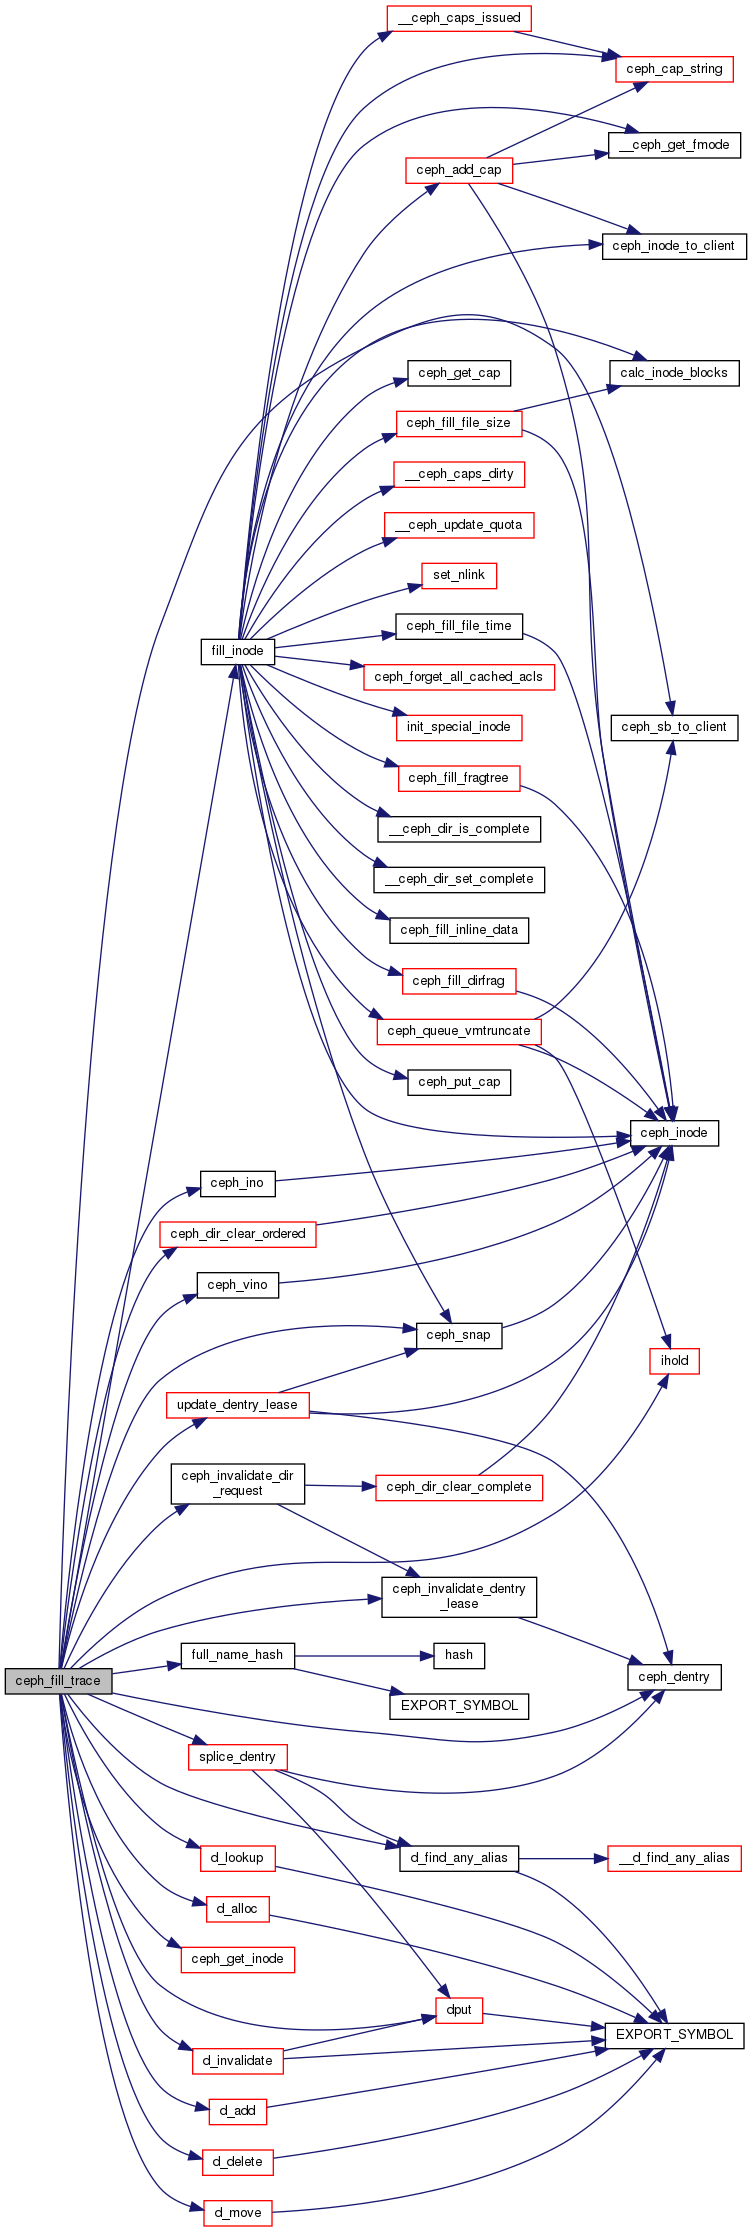 __ceph_caps_issued
ceph_cap_string
__ceph_get_fmode
ceph_add_cap
ceph_inode_to_client
ceph_get_cap
calc_inode_blocks
ceph_fill_file_size
__ceph_caps_dirty
__ceph_update_quota
set_nlink
ceph_fill_file_time
fill_inode
ceph_forget_all_cached_acls
init_special_inode
ceph_sb_to_client
ceph_fill_fragtree
__ceph_dir_is_complete
__ceph_dir_set_complete
ceph_fill_inline_data
ceph_fill_dirfrag
ceph_queue_vmtruncate
ceph_put_cap
ceph_inode
ceph_ino
ceph_dir_clear_ordered
ceph_vino
ceph_snap
ihold
update_dentry_lease
ceph_invalidate_dir
_request
ceph_dir_clear_complete
ceph_invalidate_dentry
_lease
full_name_hash
hash
ceph_fill_trace
ceph_dentry
EXPORT_SYMBOL
splice_dentry
d_lookup
d_find_any_alias
__d_find_any_alias
d_alloc
ceph_get_inode
dput
EXPORT_SYMBOL
d_invalidate
d_add
d_delete
d_move